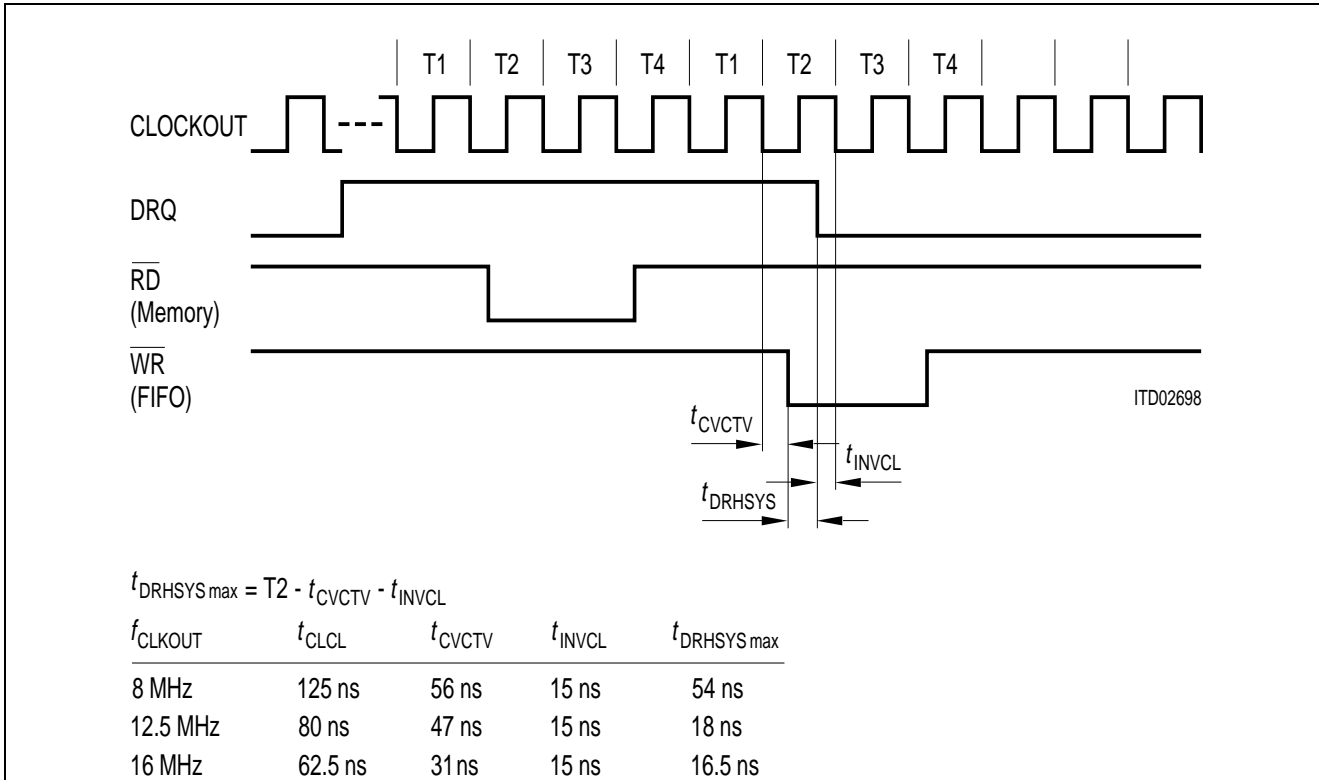 T1 T2 T3 T4 T1 T2 T3 T4
CLOCKOUT
DRQ
RD
(Memory)
WR
(FIFO)
ITD02698
tCVCTV
tINVCL
tDRHSYS
tDRHSYS max = T2 - tCVCTV - tINVCL
fCLKOUT tCLCL tCVCTV tINVCL tDRHSYS max
8 MHz 125 ns 56 ns 15 ns 54 ns
12.5 MHz 80 ns 47 ns 15 ns 18 ns
16 MHz 62.5 ns 31 ns 15 ns 16.5 ns